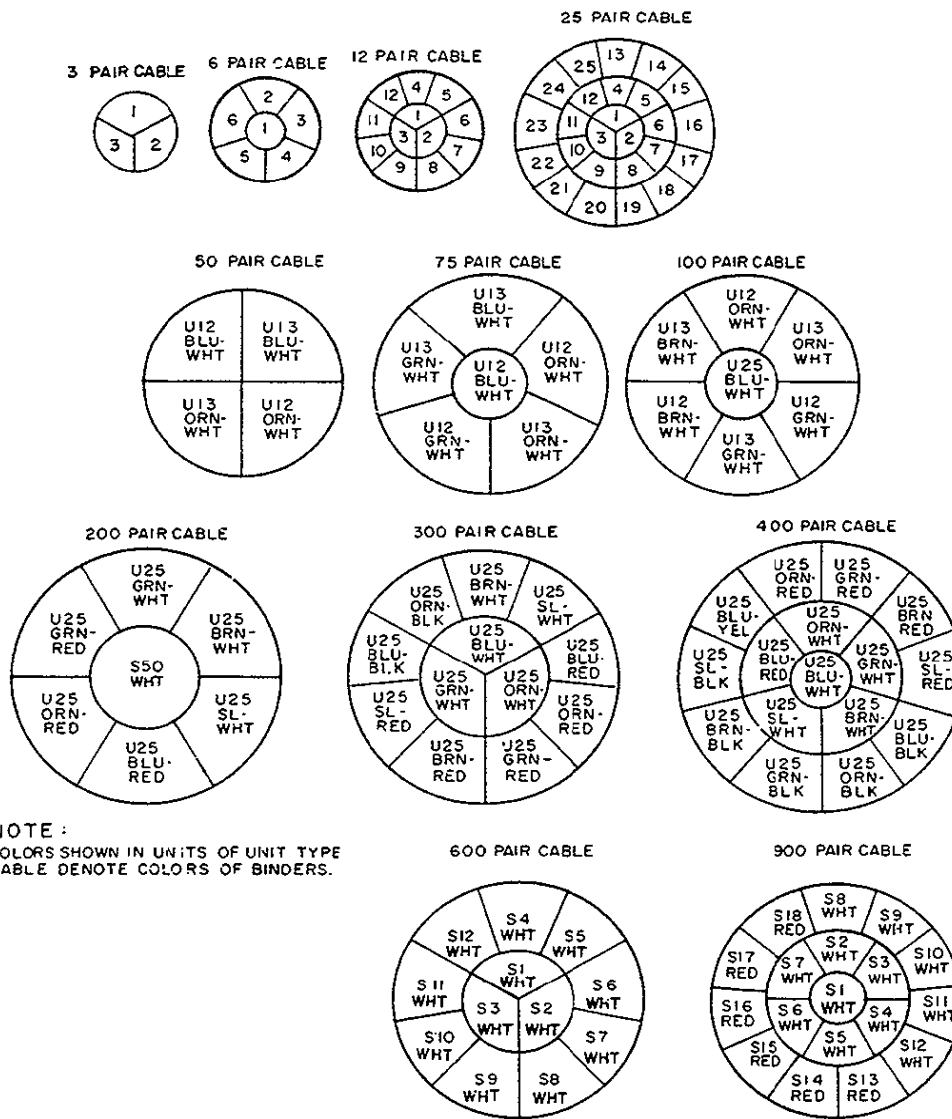 25 PAIR CABLE
3 PAIR CABLE
6 PAIR CABLE
12 PAIR CABLE
1
3
2
2
6
3
1
5
4
12
4
5
11
1
6
3
2
10
7
9
8
25
13
14
24
15
12
4
5
23
11
1
6
16
3
2
10
7
22
9
8
17
21
18
20
19
50 PAIR CABLE
75 PAIR CABLE
100 PAIR CABLE
U12
BLU-
WHT
U13
BLU-
WHT
U13
ORN-
WHT
U12
ORN-
WHT
U13
BLU-
WHT
U13
GRN-
WHT
U12
BLU-
WHT
U12
ORN-
WHT
U12
GRN-
WHT
U13
ORN-
WHT
U12
ORN-
WHT
U13
BRN-
WHT
U13
ORN-
WHT
U25
BLU-
WHT
U12
BRN-
WHT
U12
GRN-
WHT
U13
GRN-
WHT
200 PAIR CABLE
300 PAIR CABLE
400 PAIR CABLE
U25
GRN-
WHT
U25
GRN-
RED
U25
BRN-
WHT
S50
WHT
U25
ORN-
RED
U25
SL-
WHT
U25
BLU-
RED
U25
BRN-
WHT
U25
ORN-
BLK
U25
SL-
WHT
U25
BLU-
WHT
U25
BLU-
BLK
U25
BLU-
RED
U25
GRN-
WHT
U25
ORN-
WHT
U25
SL-
RED
U25
ORN-
RED
U25
BRN-
RED
U25
GRN-
RED
U25
ORN-
RED
U25
GRN-
RED
U25
BLU-
YEL
U25
BRN
RED
U25
ORN-
WHT
U25
SL-
BLK
U25
BLU-
RED
U25
BLU-
WHT
U25
GRN-
WHT
U25
SL-
RED
U25
SL-
WHT
U25
BRN-
WHT
U25
BRN-
BLK
U25
BLU-
BLK
U25
GRN-
BLK
U25
ORN-
BLK
NOTE :
OLORS SHOWN IN UNITS OF UNIT TYPE
ABLE DENOTE COLORS OF BINDERS.
600 PAIR CABLE
900 PAIR CABLE
S4
WHT
S12
WHT
S5
WHT
S1
WHT
S11
WHT
S6
WHT
S3
WHT
S2
WHT
S10
WHT
S7
WHT
S9
WHT
S8
WHT
S8
WHT
S18
RED
S9
WHT
S2
WHT
S17
RED
S7
WHT
S3
WHT
S10
WHT
S1
WHT
S16
RED
S6
WHT
S4
WHT
S11
WHT
S5
WHT
S15
RED
S12
WHT
S14
RED
S13
RED